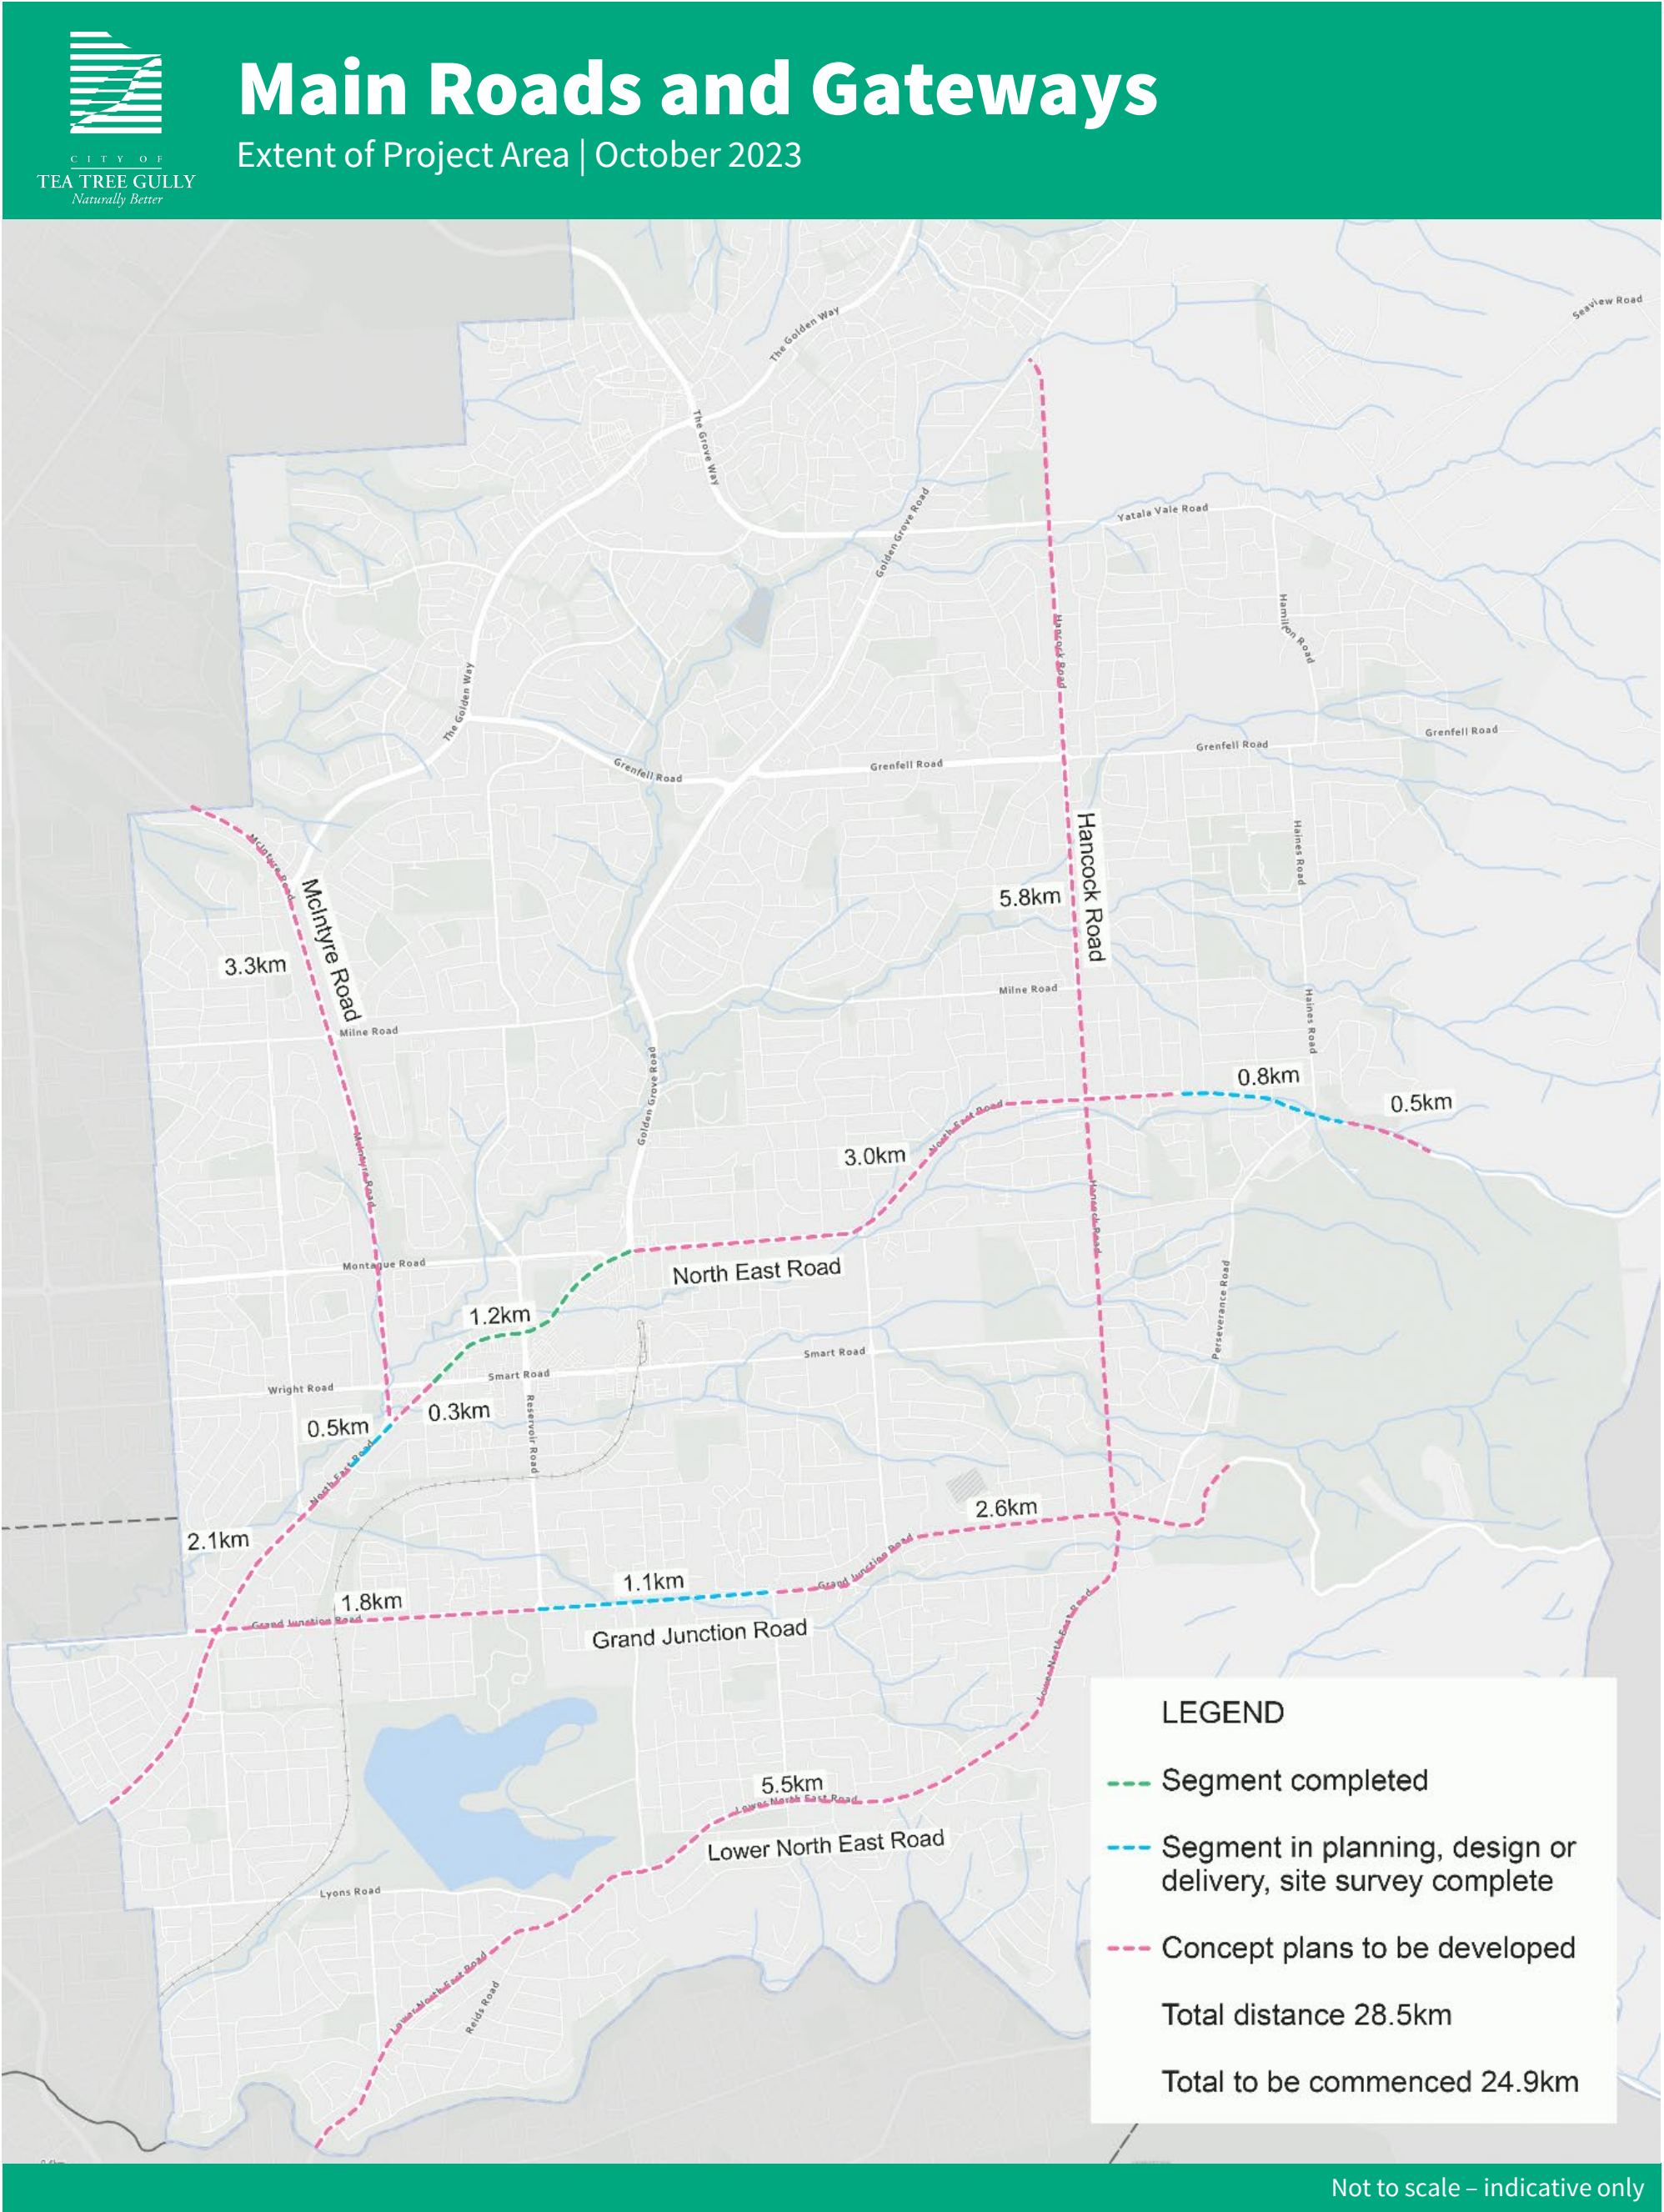 Main Roads and Gateways
Extent of Project Area | October 2023
CITY OF
TEA TREE GULLY
Naturally Better
Seaview Road
The Golden Way
The Grove Way
Golden Grove Road
Yatala Vale Road
Hancock Road
Hamilton Road
The Golden Way
Grenfell Road
Grenfell Road
Grenfell Road
Grenfell Road
McIntyre Road
McIntyre Road
3.3km
Hancock Road
5.8km
Haines Road
Milne Road
Milne Road
Haines Road
Golden Grove Road
0.8km
0.5km
North East Road
3.0km
McIntyre Road
Hancock Road
Montague Road
North East Road
Perseverance Road
1.2km
Smart Road
Smart Road
Wright Road
0.3km
0.5km
Reservoir Road
North East Road
2.6km
2.1km
Grand Junction Road
1.1km
1.8km
Grand Junction Road
Grand Junction Road
Lower North East Road
5.5km
Lower North East Road
Lower North East Road
Lyons Road
Lower North East Road
Reids Road
LEGEND
Segment completed
Segment in planning, design or
delivery, site survey complete
Concept plans to be developed
Total distance 28.5km
Total to be commenced 24.9km
Not to scale – indicative only